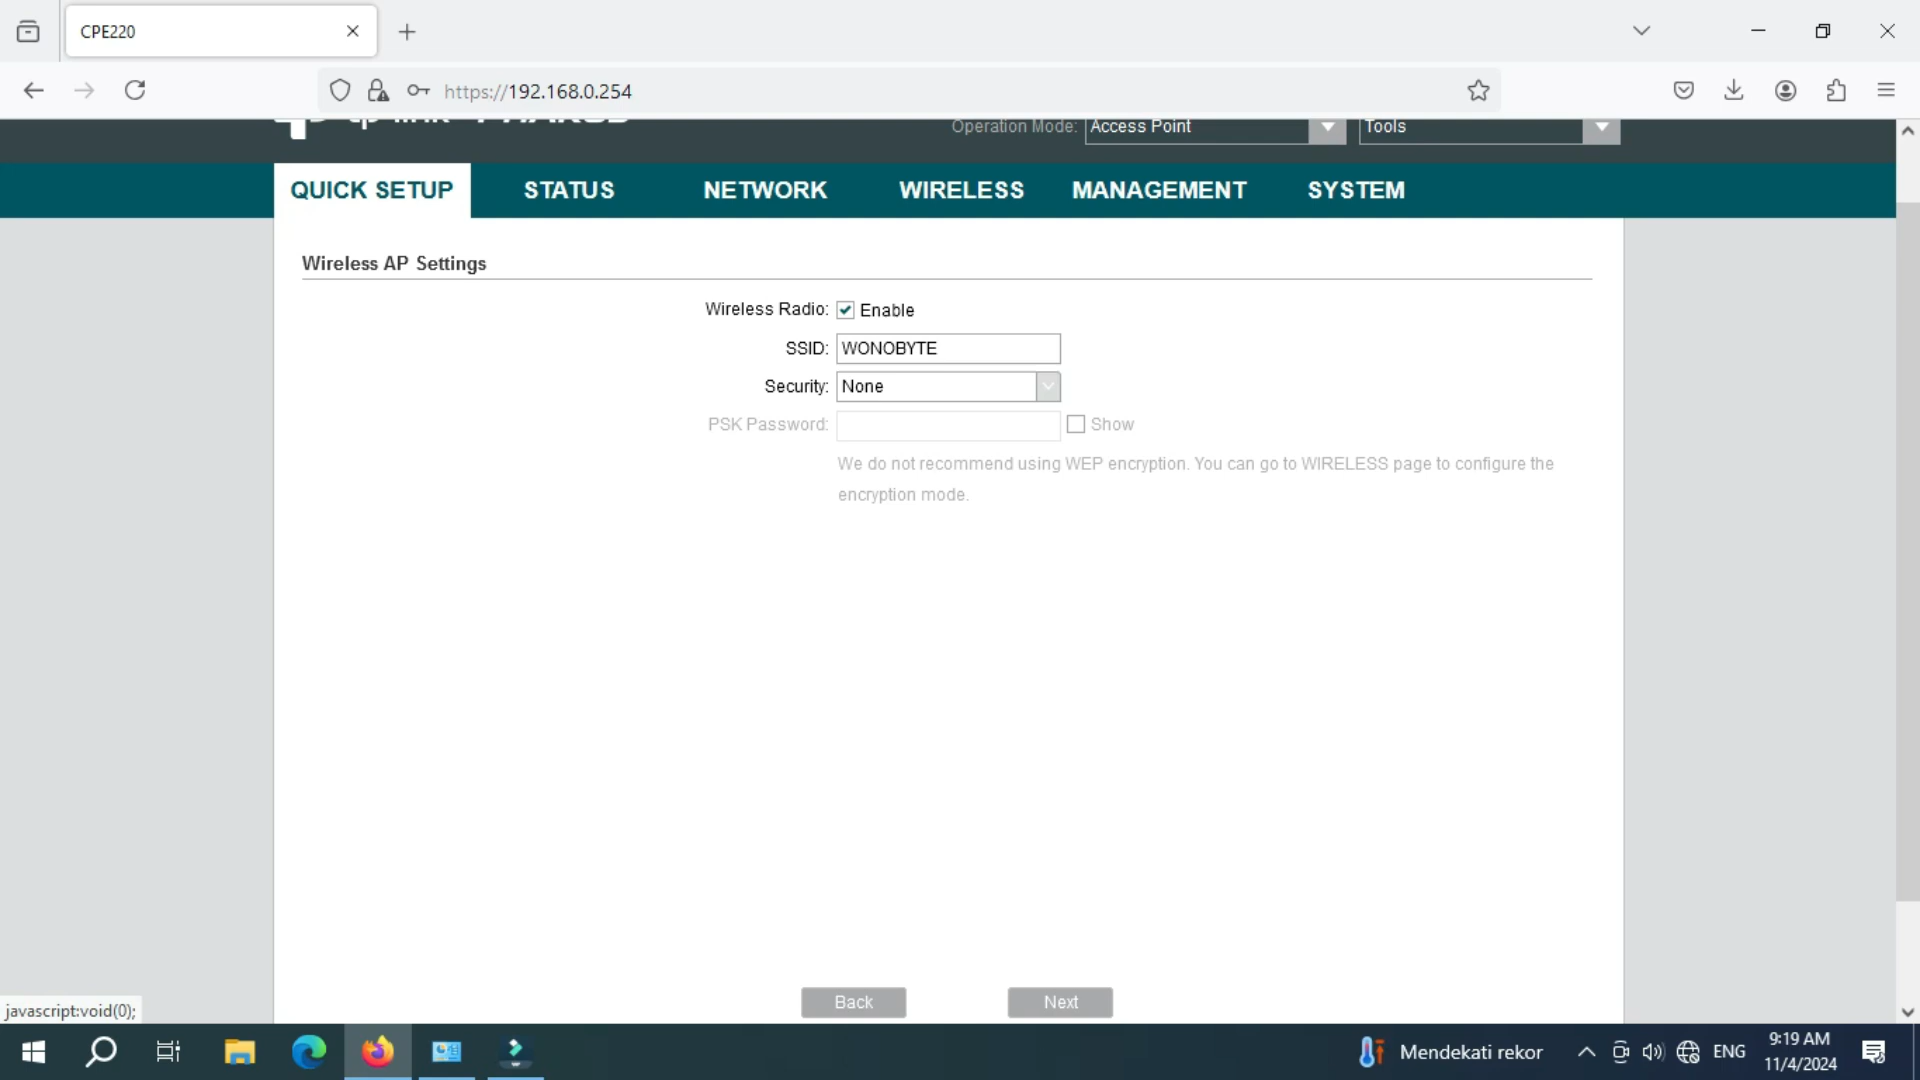 CPE220
https://192.168.0.254
Operation Mode: Access Point Tools
QUICK SETUP STATUS NETWORK WIRELESS MANAGEMENT SYSTEM
Wireless AP Settings
Wireless Radio: Enable
SSID: WONOBYTE
Security: None
PSK Password: Show
We do not recommend using WEP encryption. You can go to WIRELESS page to configure the
encryption mode.
Back Next
javascript:void(0);
Mendekati rekor ENG 9:19 AM
11/4/2024